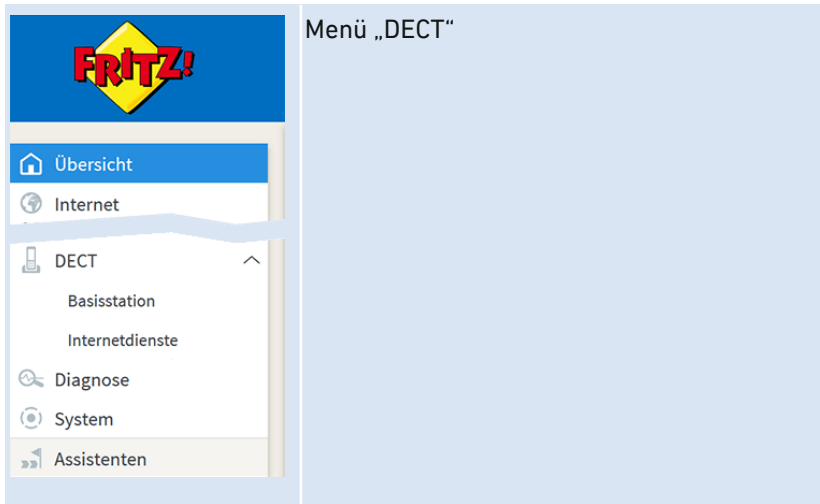 FRITZ!
Menü „DECT“
Übersicht
Internet
DECT
Basisstation
Internetdienste
Diagnose
System
Assistenten